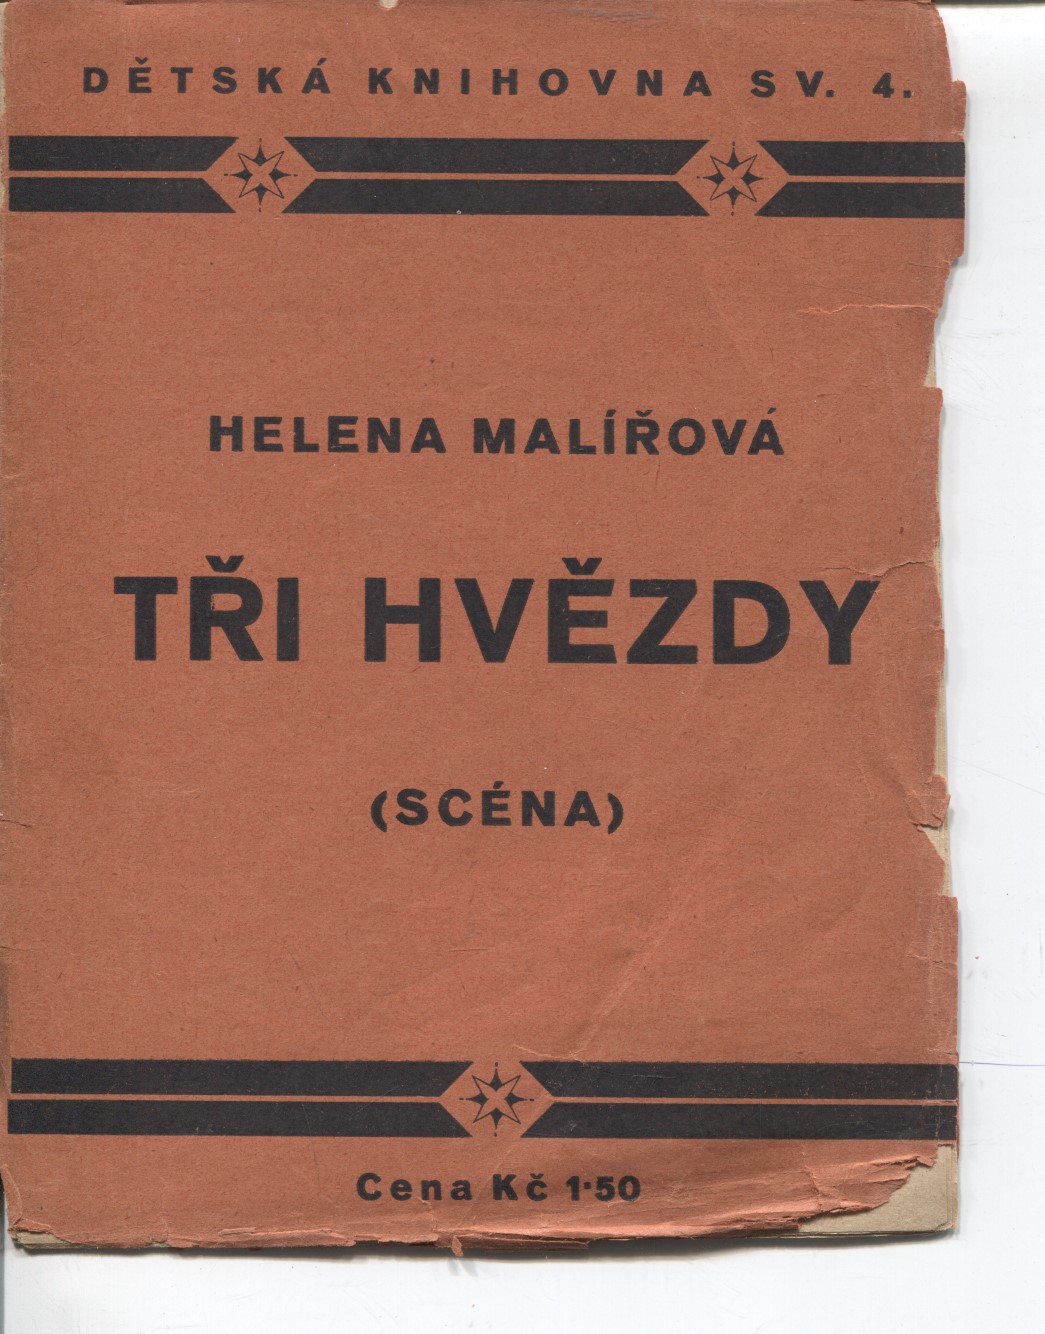 DĚTSKÁ KNIHOVNA SV. 4.
HELENA MALÍŘOVÁ
TŘI HVĚZDY
(SCÉNA)
Cena Kč 1·50